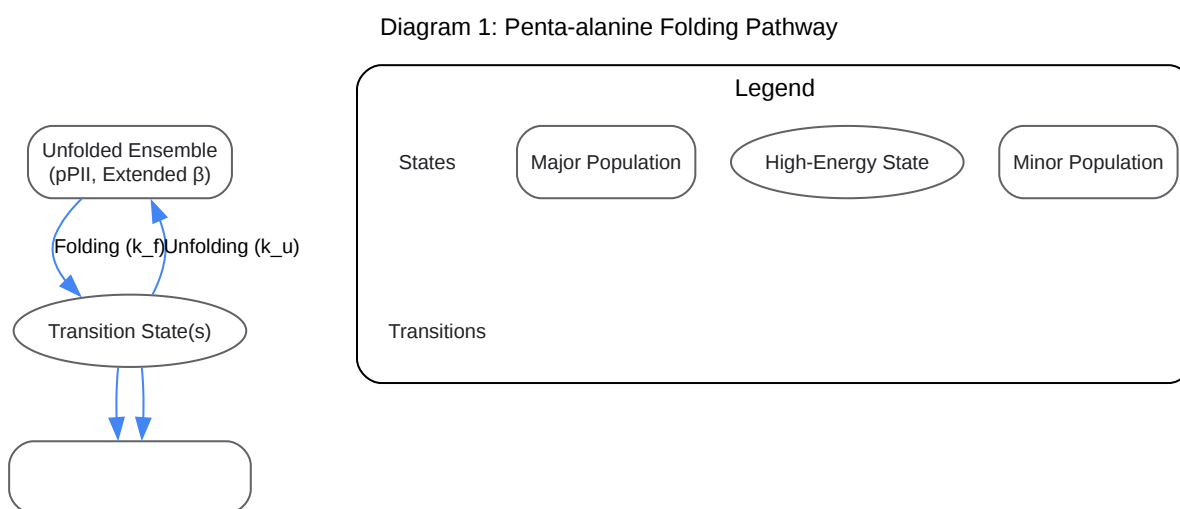 Diagram 1: Penta-alanine Folding Pathway
Legend
Unfolded Ensemble
(pPII, Extended β)
States
Major Population
High-Energy State
Minor Population
Folding (k_f)
Unfolding (k_u)
Transition State(s)
Transitions